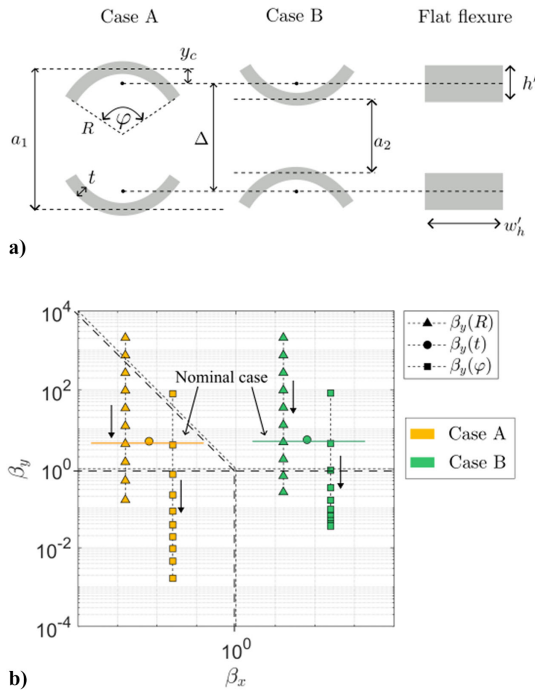 Case A Case B Flat flexure
y_c
h'
R φ
a_1 Δ a_2
t
w'_h
a)
10^4
β_y(R)
β_y(t)
β_y(φ)
10^2
Nominal case
Case A
Case B
β_y
10^0
10^-2
10^-4
10^0
β_x
b)